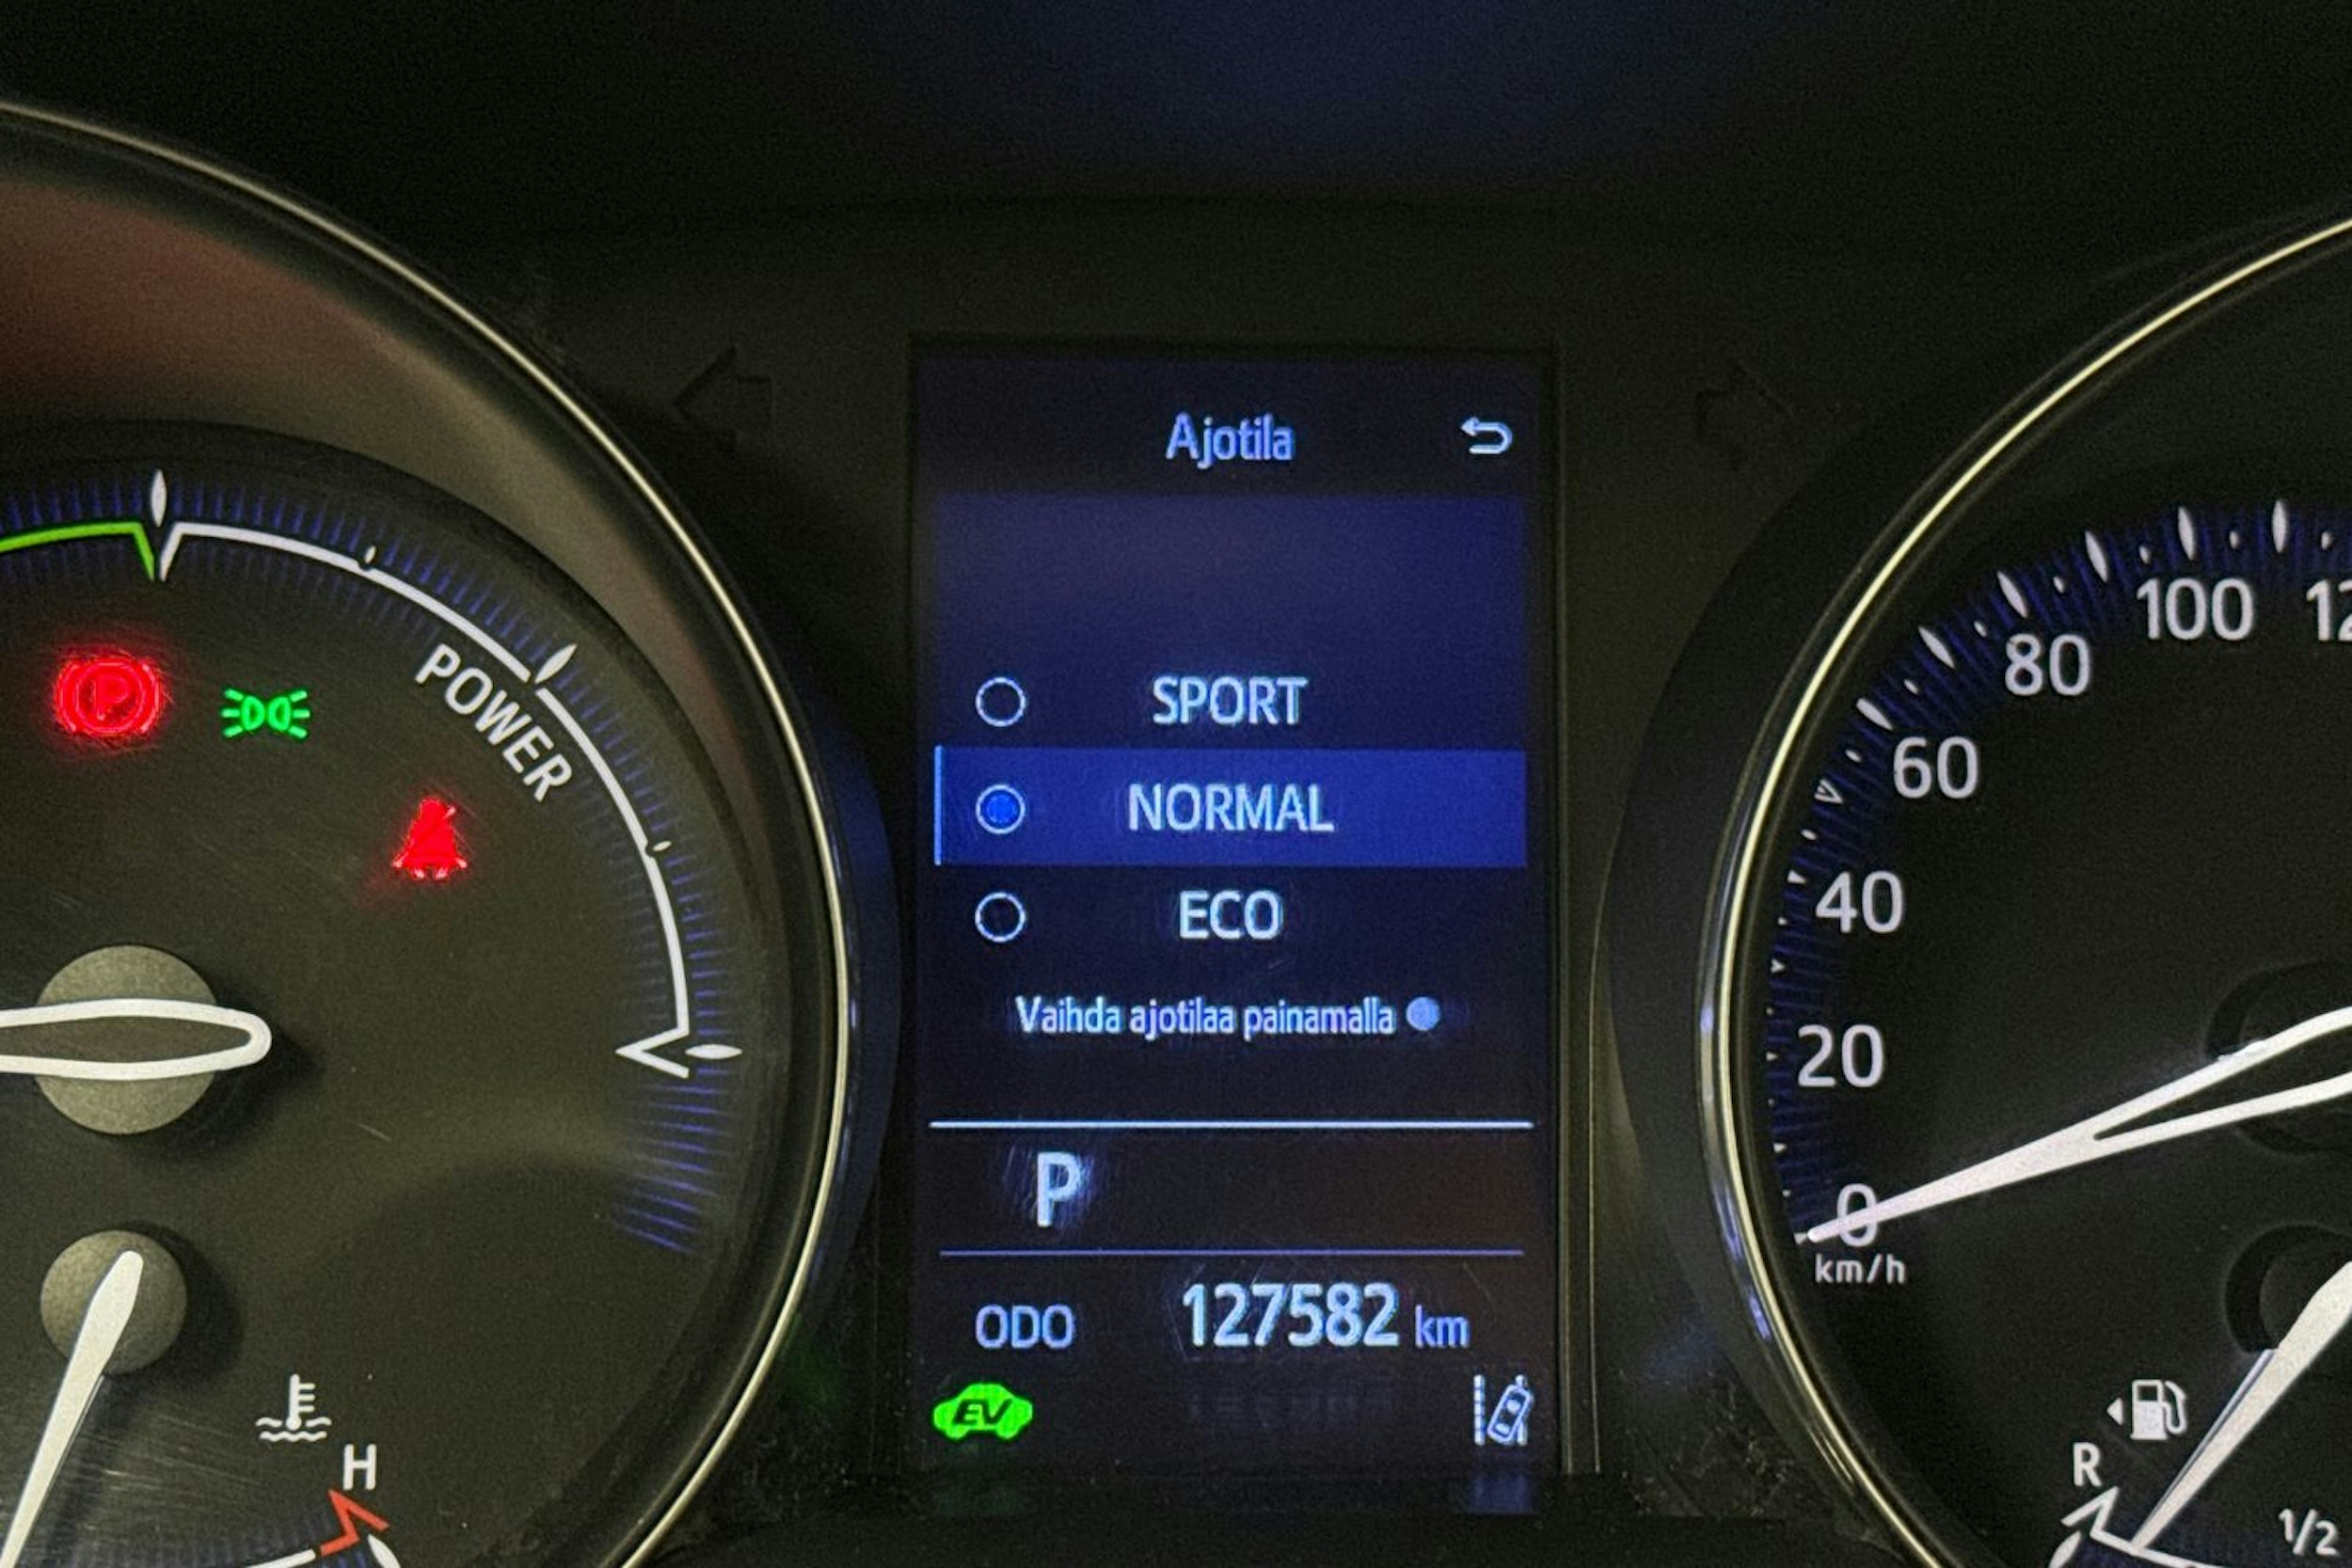 Ajotila
SPORT
NORMAL
ECO
Vaihda ajotilaa painamalla
P
ODO 127582 km
EV
POWER
P
H
100
80
60
40
20
0
km/h
R
1/2